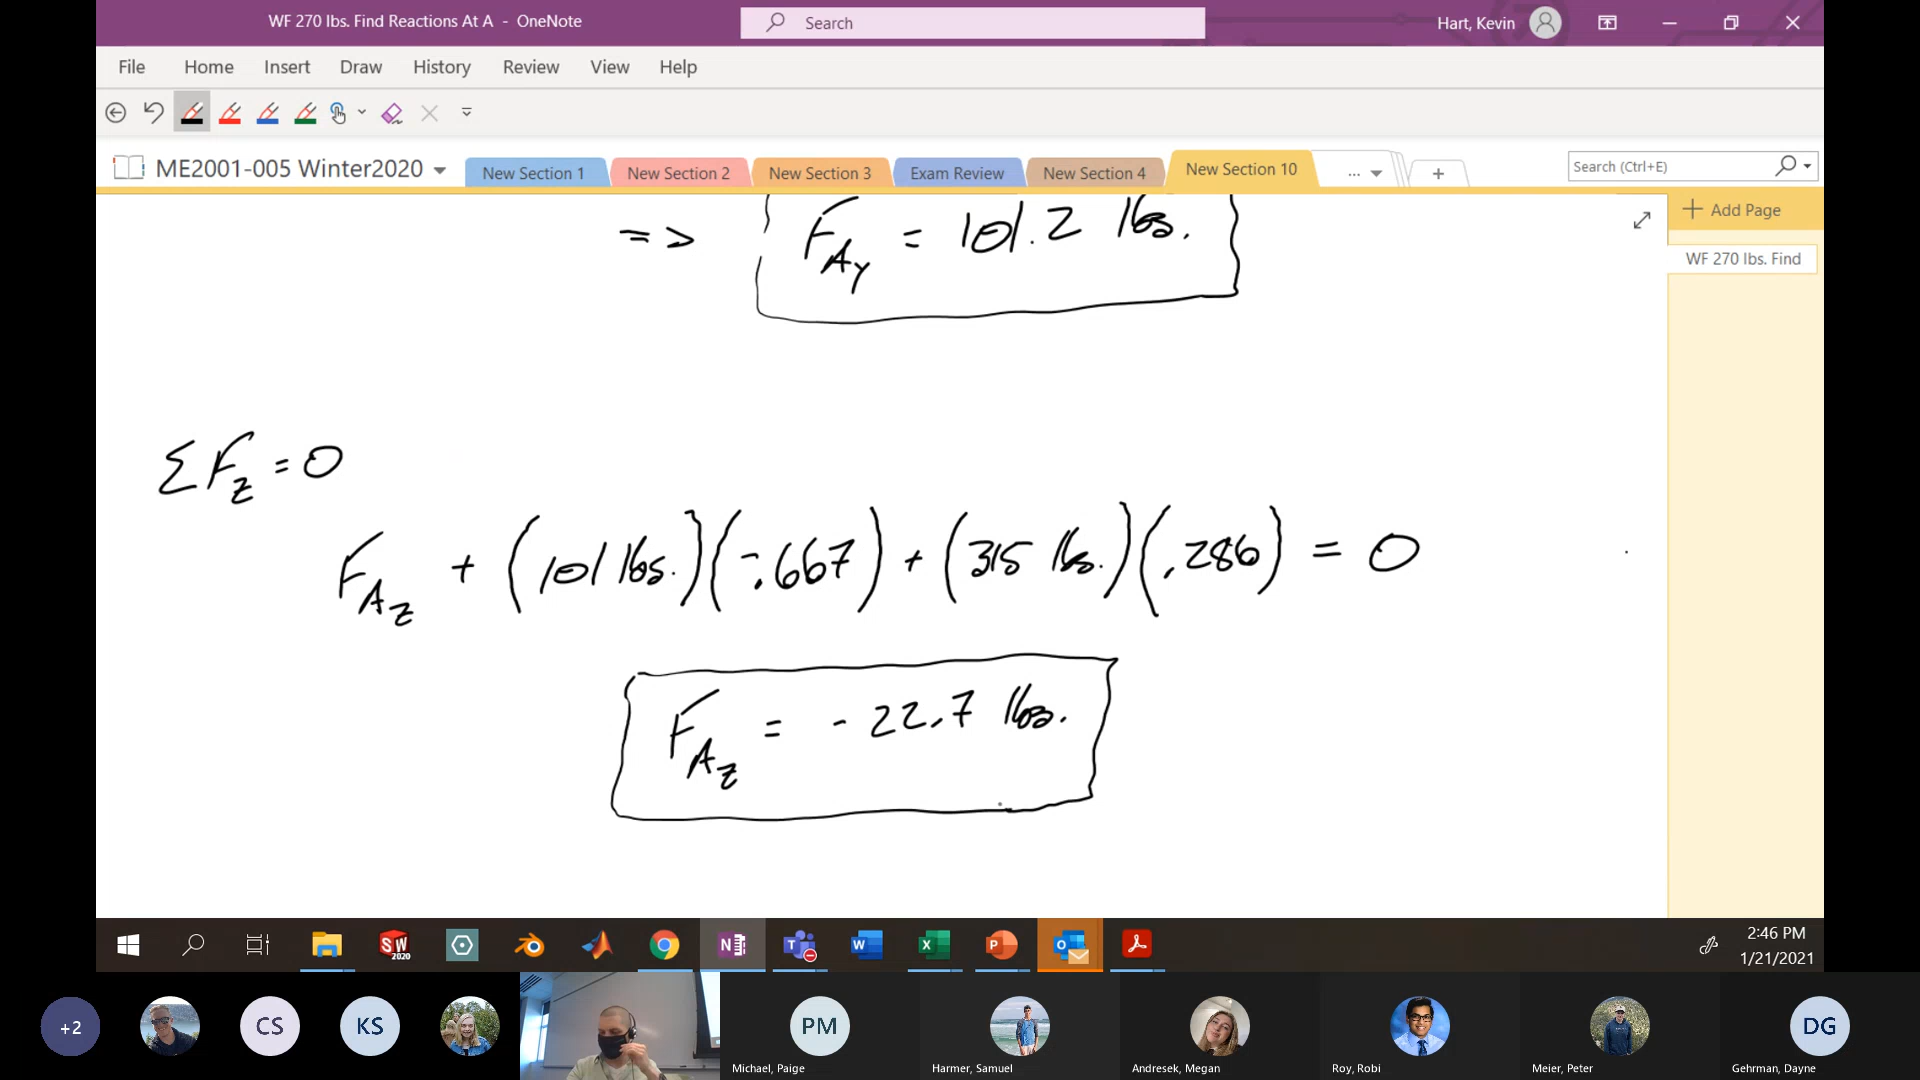 WF 270 lbs. Find Reactions At A - OneNote
Search
Hart, Kevin
File Home Insert Draw History Review View Help
ME2001-005 Winter2020
New Section 1
New Section 2
New Section 3
Exam Review
New Section 4
New Section 10
...
Search (Ctrl+E)
Add Page
WF 270 lbs. Find
=> F_Ay = 101.2 lbs.
ΣF_z = 0
F_Az + (101 lbs.)(-.667) + (315 lbs.)(.286) = 0
F_Az = -22.7 lbs.
SW
2020
N
T
W
X
P
O
2:46 PM
1/21/2021
+2
CS
KS
PM
DG
Michael, Paige
Harmer, Samuel
Andresek, Megan
Roy, Robi
Meier, Peter
Gehrman, Dayne